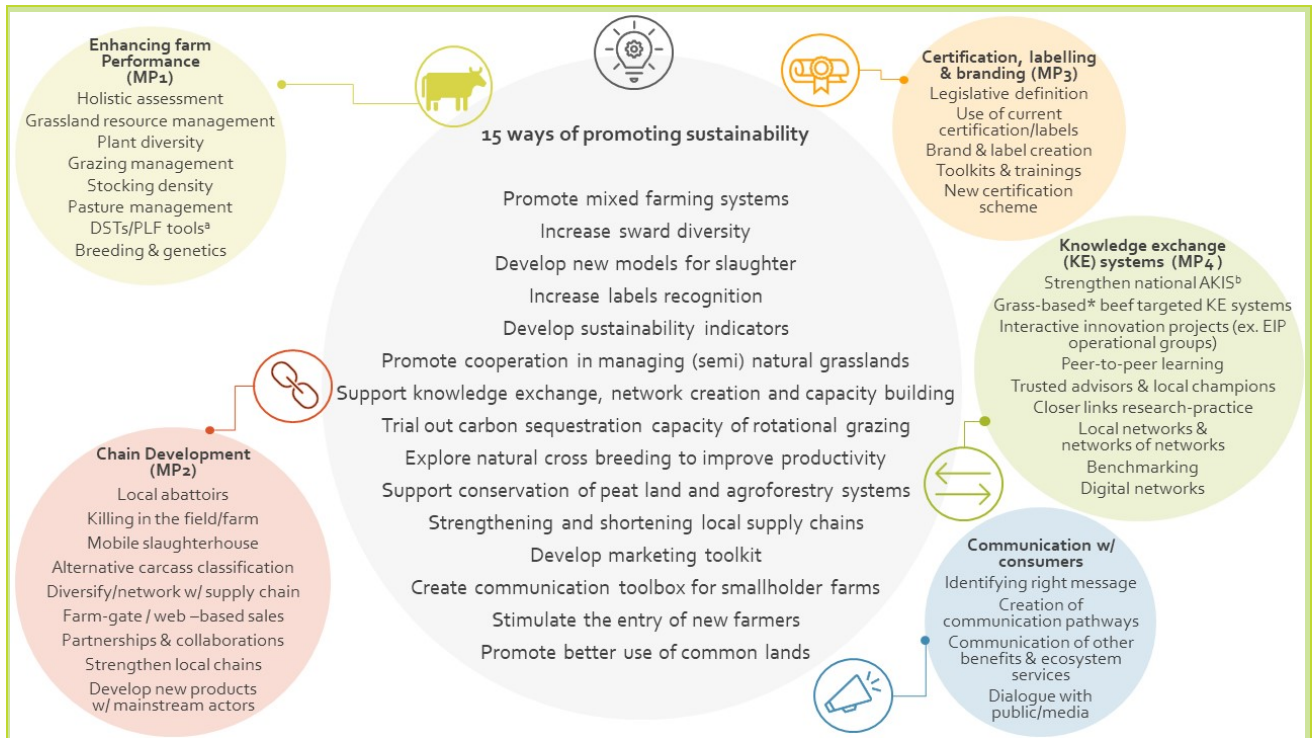 Enhancing farm
Performance
(MP1)
Holistic assessment
Grassland resource management
Plant diversity
Grazing management
Stocking density
Pasture management
DSTs/PLF toolsᵃ
Breeding & genetics
Chain Development
(MP2)
Local abattoirs
Killing in the field/farm
Mobile slaughterhouse
Alternative carcass classification
Diversify/network w/ supply chain
Farm-gate / web –based sales
Partnerships & collaborations
Strengthen local chains
Develop new products
w/ mainstream actors
15 ways of promoting sustainability
Promote mixed farming systems
Increase sward diversity
Develop new models for slaughter
Increase labels recognition
Develop sustainability indicators
Promote cooperation in managing (semi) natural grasslands
Support knowledge exchange, network creation and capacity building
Trial out carbon sequestration capacity of rotational grazing
Explore natural cross breeding to improve productivity
Support conservation of peat land and agroforestry systems
Strengthening and shortening local supply chains
Develop marketing toolkit
Create communication toolbox for smallholder farms
Stimulate the entry of new farmers
Promote better use of common lands
Certification, labelling
& branding (MP3)
Legislative definition
Use of current
certification/labels
Brand & label creation
Toolkits & trainings
New certification
scheme
Knowledge exchange
(KE) systems (MP4)
Strengthen national AKISᵇ
Grass-based* beef targeted KE systems
Interactive innovation projects (ex. EIP
operational groups)
Peer-to-peer learning
Trusted advisors & local champions
Closer links research-practice
Local networks &
networks of networks
Benchmarking
Digital networks
Communication w/
consumers
Identifying right message
Creation of
communication pathways
Communication of other
benefits & ecosystem
services
Dialogue with
public/media